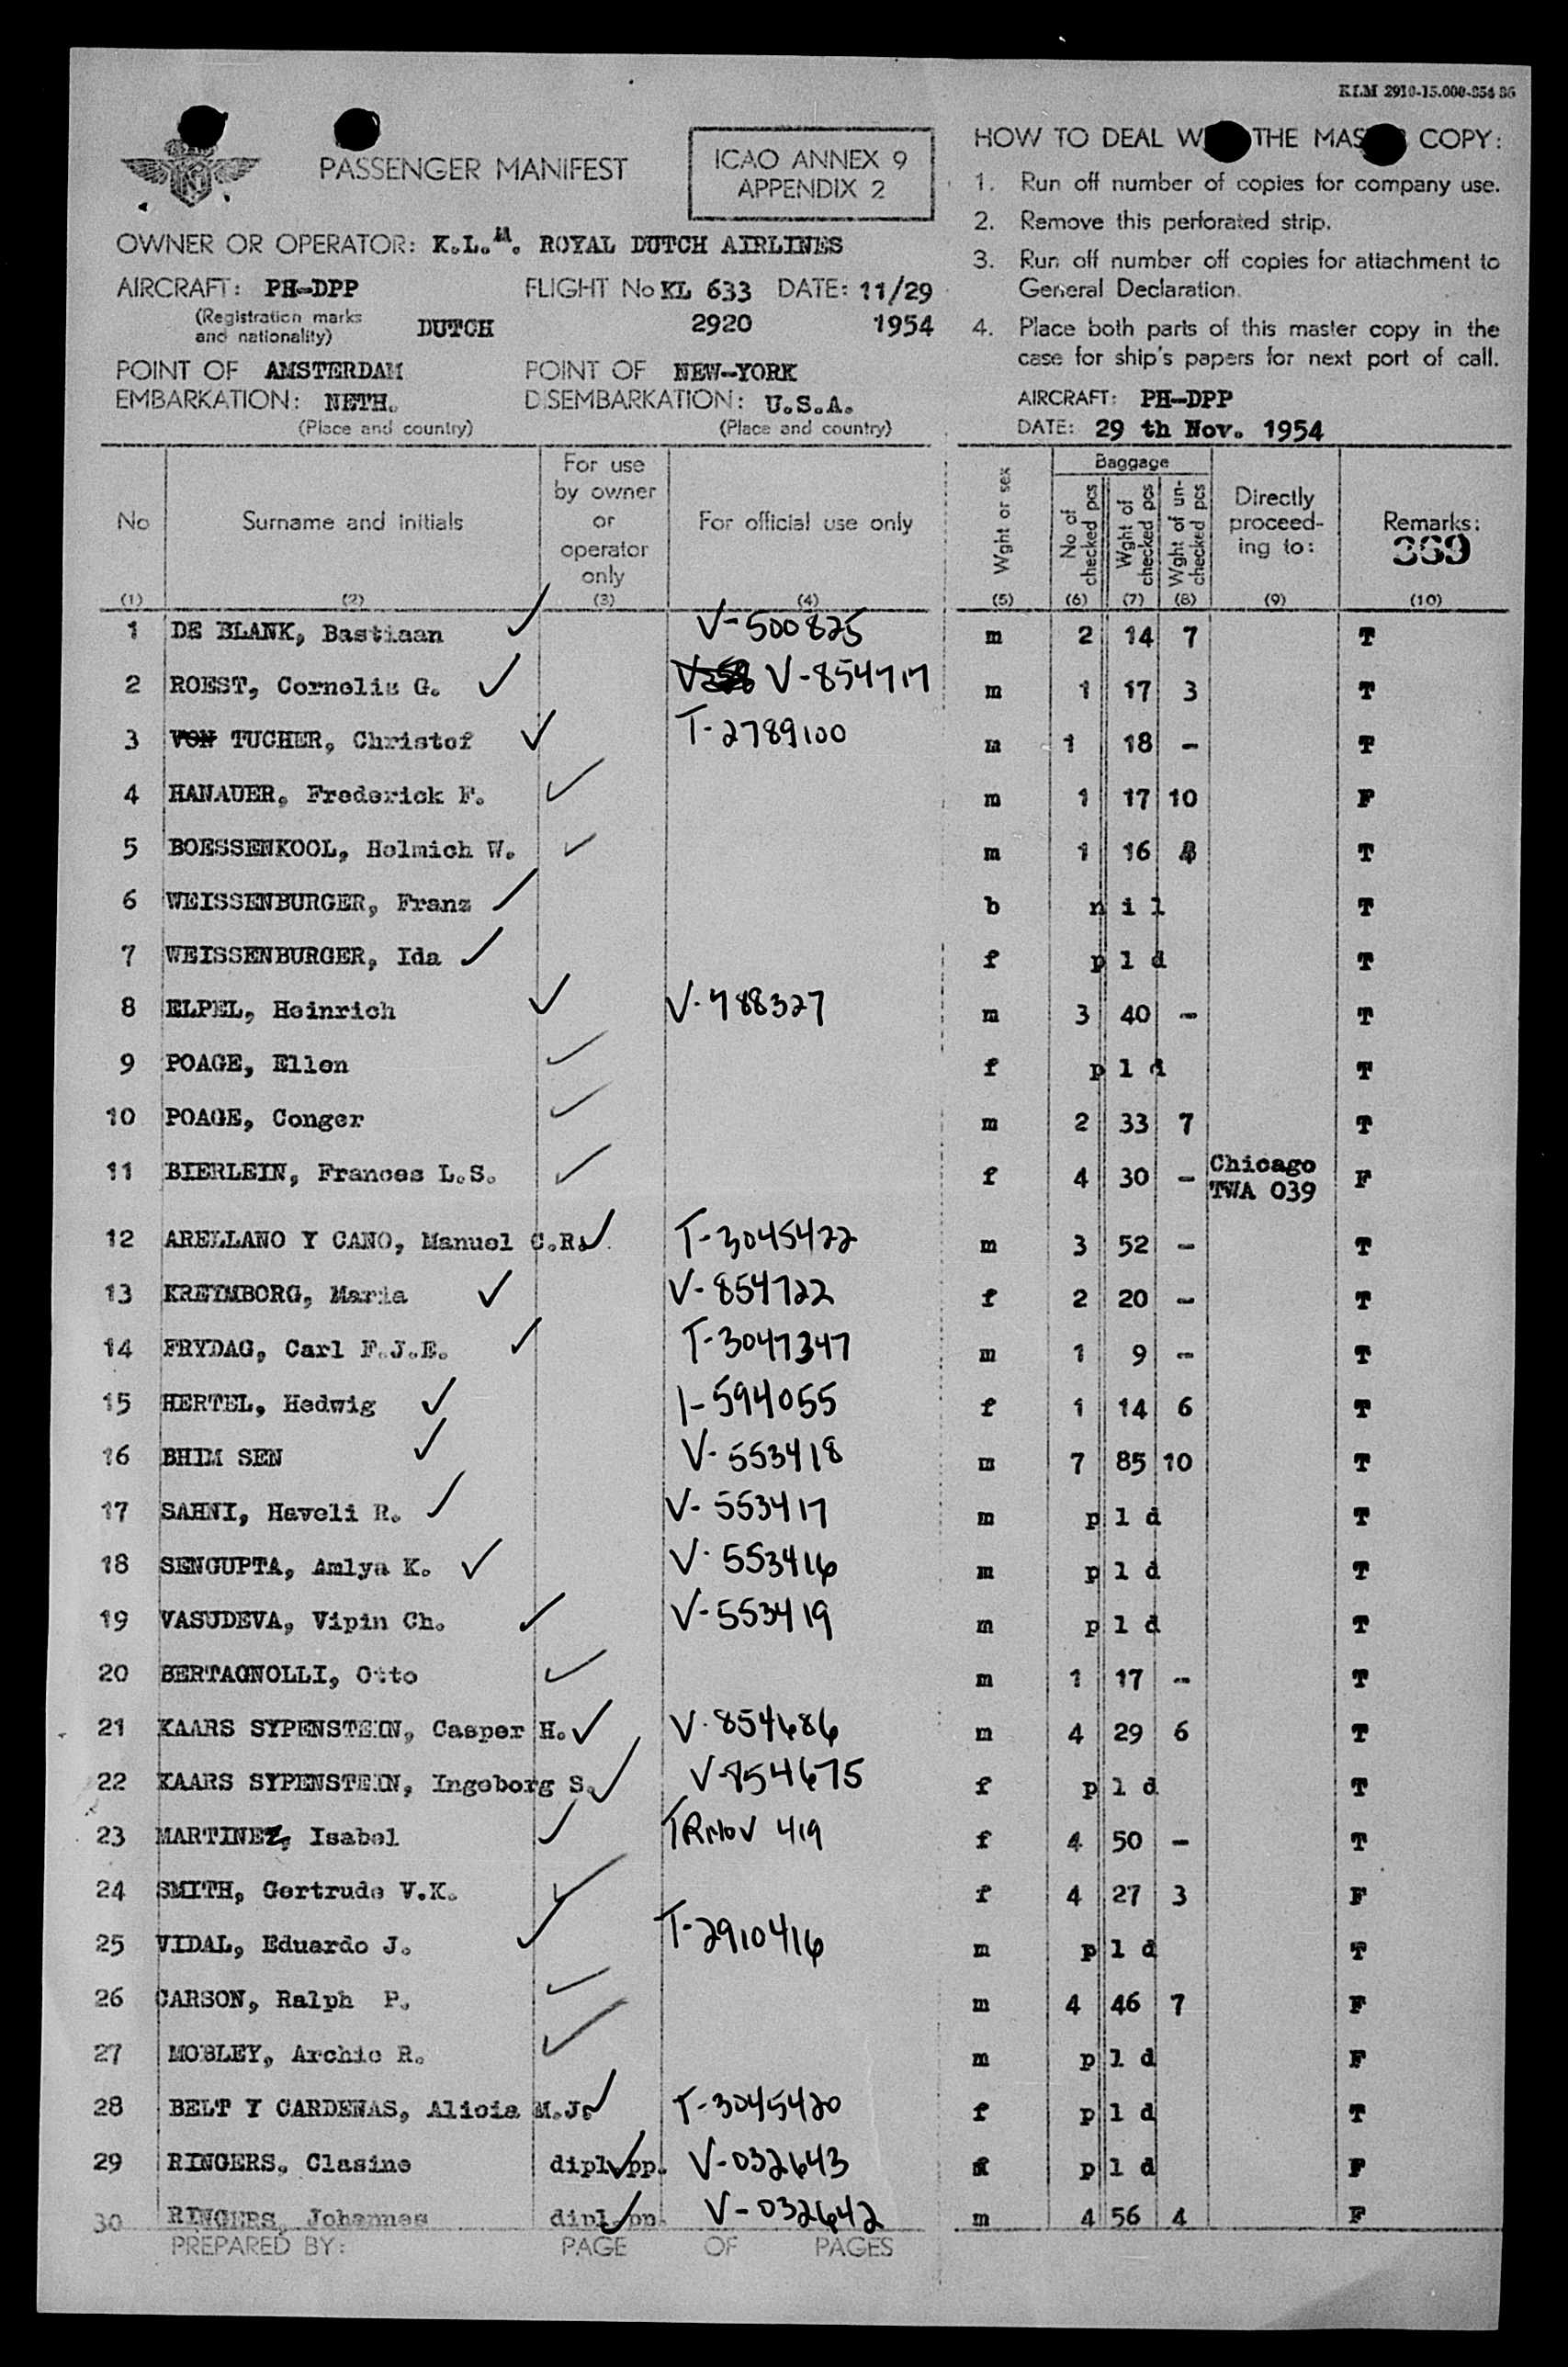 KLM 2910-15.000-854 86
PASSENGER MANIFEST
ICAO ANNEX 9
APPENDIX 2
OWNER OR OPERATOR: K.L.M. ROYAL DUTCH AIRLINES
AIRCRAFT: PH-DPP FLIGHT No KL 633 DATE: 11/29
(Registration marks and nationality) DUTCH 2920 1954
POINT OF EMBARKATION: AMSTERDAM NETH. POINT OF DISEMBARKATION: NEW-YORK U.S.A.
(Place and country) (Place and country)
HOW TO DEAL THE COPY:
1. Run off number of copies for company use.
2. Remove this perforated strip.
3. Run off number off copies for attachment to
General Declaration.
4. Place both parts of this master copy in the
case for ship's papers for next port of call.
AIRCRAFT: PH-DPP
DATE: 29 th Nov. 1954
No Surname and initials For use by owner or operator only For official use only Wght or sex Baggage No of checked pcs Wght of checked pcs Wght of un-checked pcs Directly proceed-ing to: Remarks: 369
(1) (2) (3) (4) (5) (6) (7) (8) (9) (10)
1 DE BLANK, Bastiaan V-500825 m 2 14 7 T
2 ROEST, Cornelis G. V-854717 m 1 17 3 T
3 VON TUCHER, Christof T-2789100 m 1 18 - T
4 HANAUER, Frederick F. m 1 17 10 F
5 BOESSENKOOL, Helmich W. m 1 16 T
6 WEISSENBURGER, Franz b nil T
7 WEISSENBURGER, Ida f pld T
8 ELPEL, Heinrich V-788327 m 3 40 - T
9 POAGE, Ellen f pld T
10 POAGE, Conger m 2 33 7 T
11 BIERLEIN, Frances L.S. f 4 30 - Chicago TWA 039 F
12 ARELLANO Y CANO, Manuel C.R. T-3045422 m 3 52 - T
13 KREYMBORG, Maria V-854722 f 2 20 - T
14 FRYDAG, Carl F.J.E. T-3047347 m 1 9 - T
15 HERTEL, Hedwig I-594055 f 1 14 6 T
16 BHIM SEN V-553418 m 7 85 10 T
17 SAHNI, Haveli R. V-553417 m pld T
18 SENGUPTA, Amlya K. V-553416 m pld T
19 VASUDEVA, Vipin Ch. V-553419 m pld T
20 BERTAGNOLLI, Otto m 1 17 - T
21 KAARS SYPENSTEIN, Casper H. V-854686 m 4 29 6 T
22 KAARS SYPENSTEIN, Ingeborg S. V-854675 f pld T
23 MARTINEZ, Isabel 419 f 4 50 - T
24 SMITH, Gertrude V.K. f 4 27 3 F
25 VIDAL, Eduardo J. T-2910416 m pld T
26 CARSON, Ralph P. m 4 46 7 F
27 MOBLEY, Archie R. m pld F
28 BELT Y CARDENAS, Alicia M.J. T-3045420 f pld T
29 RINGERS, Clasine dipl.pp. V-032643 f pld F
30 RINGERS, Johannes dipl.pp. V-032642 m 4 56 4 F
PREPARED BY: PAGE OF PAGES